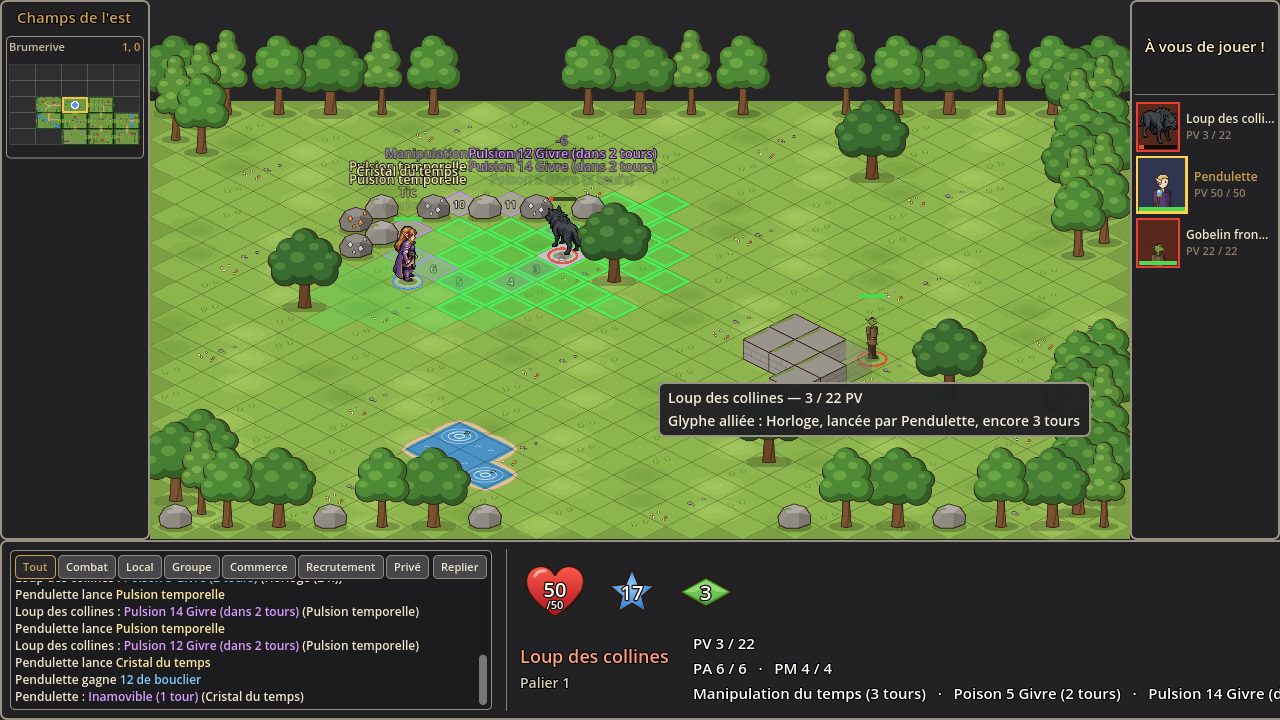 Champs de l'est
Brumerive 1, 0
À vous de jouer !
Loup des colli...
PV 3 / 22
Pendulette
PV 50 / 50
Gobelin fron...
PV 22 / 22
-6
Manipulation
Pulsion 12 Givre (dans 2 tours)
Pulsion temporelle
Pulsion 14 Givre (dans 2 tours)
Cristal du temps
Pulsion temporelle
Tic
10
11
6
5
4
3
Loup des collines — 3 / 22 PV
Glyphe alliée : Horloge, lancée par Pendulette, encore 3 tours
Tout
Combat
Local
Groupe
Commerce
Recrutement
Privé
Replier
Pendulette lance Pulsion temporelle
Loup des collines : Pulsion 14 Givre (dans 2 tours) (Pulsion temporelle)
Pendulette lance Pulsion temporelle
Loup des collines : Pulsion 12 Givre (dans 2 tours) (Pulsion temporelle)
Pendulette lance Cristal du temps
Pendulette gagne 12 de bouclier
Pendulette : Inamovible (1 tour) (Cristal du temps)
50
/50
17
3
Loup des collines
Palier 1
PV 3 / 22
PA 6 / 6 · PM 4 / 4
Manipulation du temps (3 tours) · Poison 5 Givre (2 tours) · Pulsion 14 Givre (d